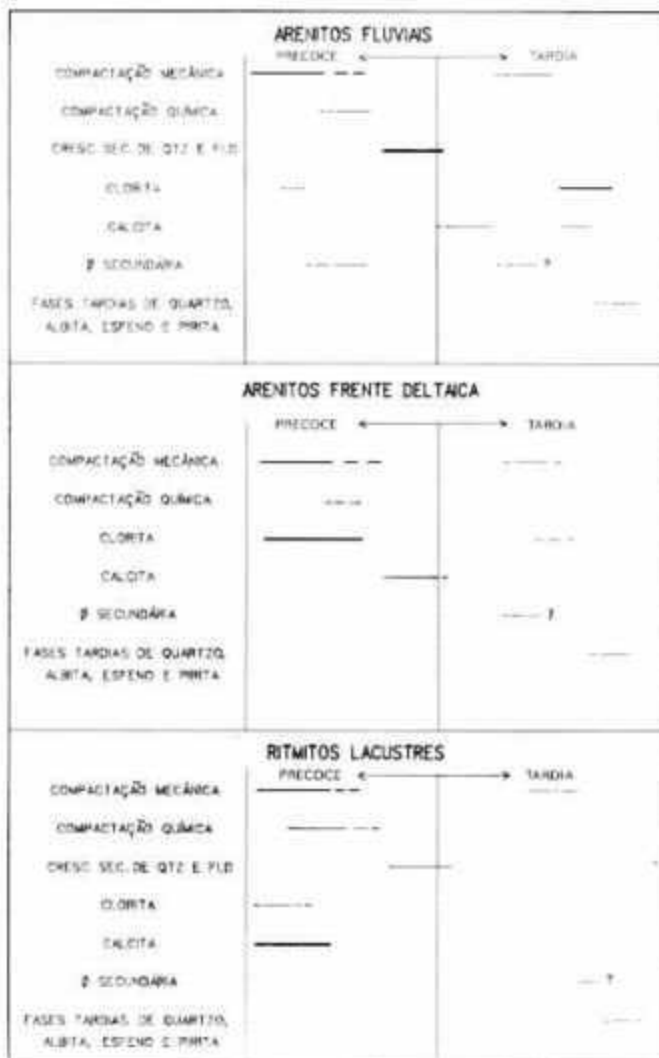 ARENITOS FLUVIAIS
PRECOCE TARDIA
COMPACTAÇÃO MECÂNICA
COMPACTAÇÃO QUÍMICA
CRESC SEC. DE QTZ E FLD
CLORITA
CALCITA
ϕ SECUNDÁRIA ?
FASES TARDIAS DE QUARTZO,
ALBITA, ESFENO E PIRITA
ARENITOS FRENTE DELTAICA
PRECOCE TARDIA
COMPACTAÇÃO MECÂNICA
COMPACTAÇÃO QUÍMICA
CLORITA
CALCITA
ϕ SECUNDÁRIA ?
FASES TARDIAS DE QUARTZO,
ALBITA, ESFENO E PIRITA
RITMITOS LACUSTRES
PRECOCE TARDIA
COMPACTAÇÃO MECÂNICA
COMPACTAÇÃO QUÍMICA
CRESC SEC. DE QTZ E FLD
CLORITA
CALCITA
ϕ SECUNDÁRIA ?
FASES TARDIAS DE QUARTZO,
ALBITA, ESFENO E PIRITA